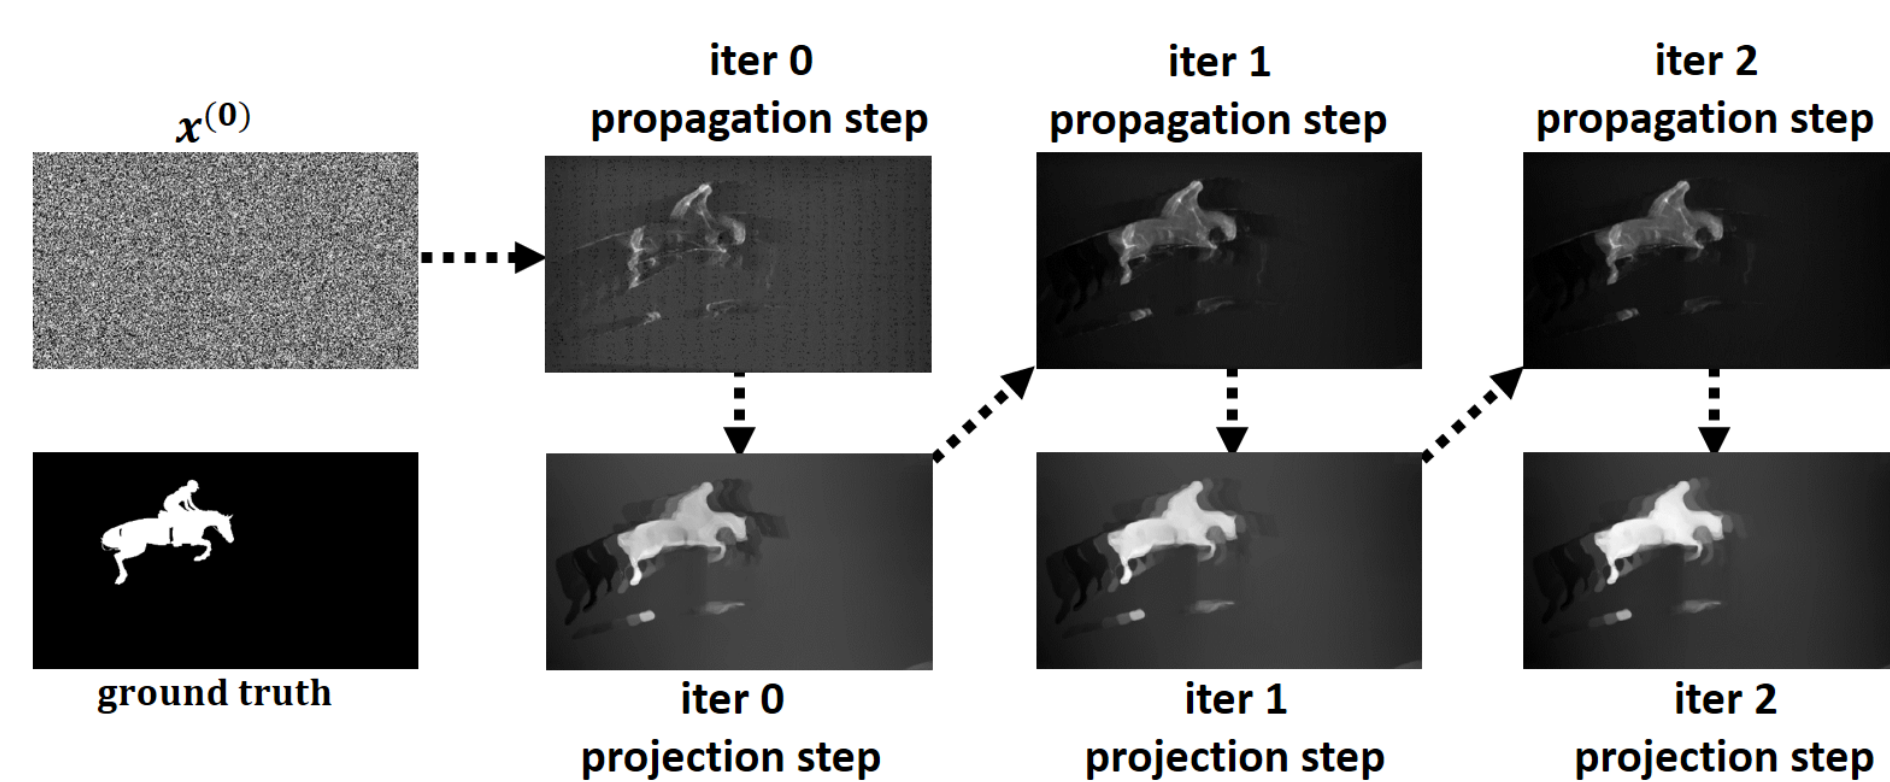 x^(0)
iter 0
propagation step
iter 1
propagation step
iter 2
propagation step
ground truth
iter 0
projection step
iter 1
projection step
iter 2
projection step